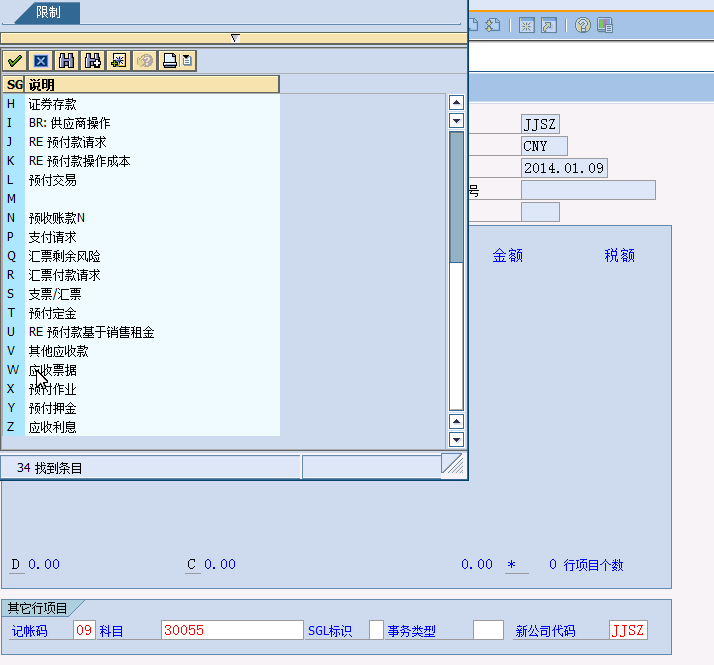 限制
SG 说明
H 证券存款
I BR: 供应商操作
J RE 预付款请求
K RE 预付款操作成本
L 预付交易
M
N 预收账款N
P 支付请求
Q 汇票剩余风险
R 汇票付款请求
S 支票/汇票
T 预付定金
U RE 预付款基于销售租金
V 其他应收款
W 应收票据
X 预付作业
Y 预付押金
Z 应收利息
34 找到条目
JJSZ
CNY
2014.01.09
号
金额 税额
D 0.00 C 0.00 0.00 * 0 行项目个数
其它行项目
记帐码 09 科目 30055 SGL标识 事务类型 新公司代码 JJSZ